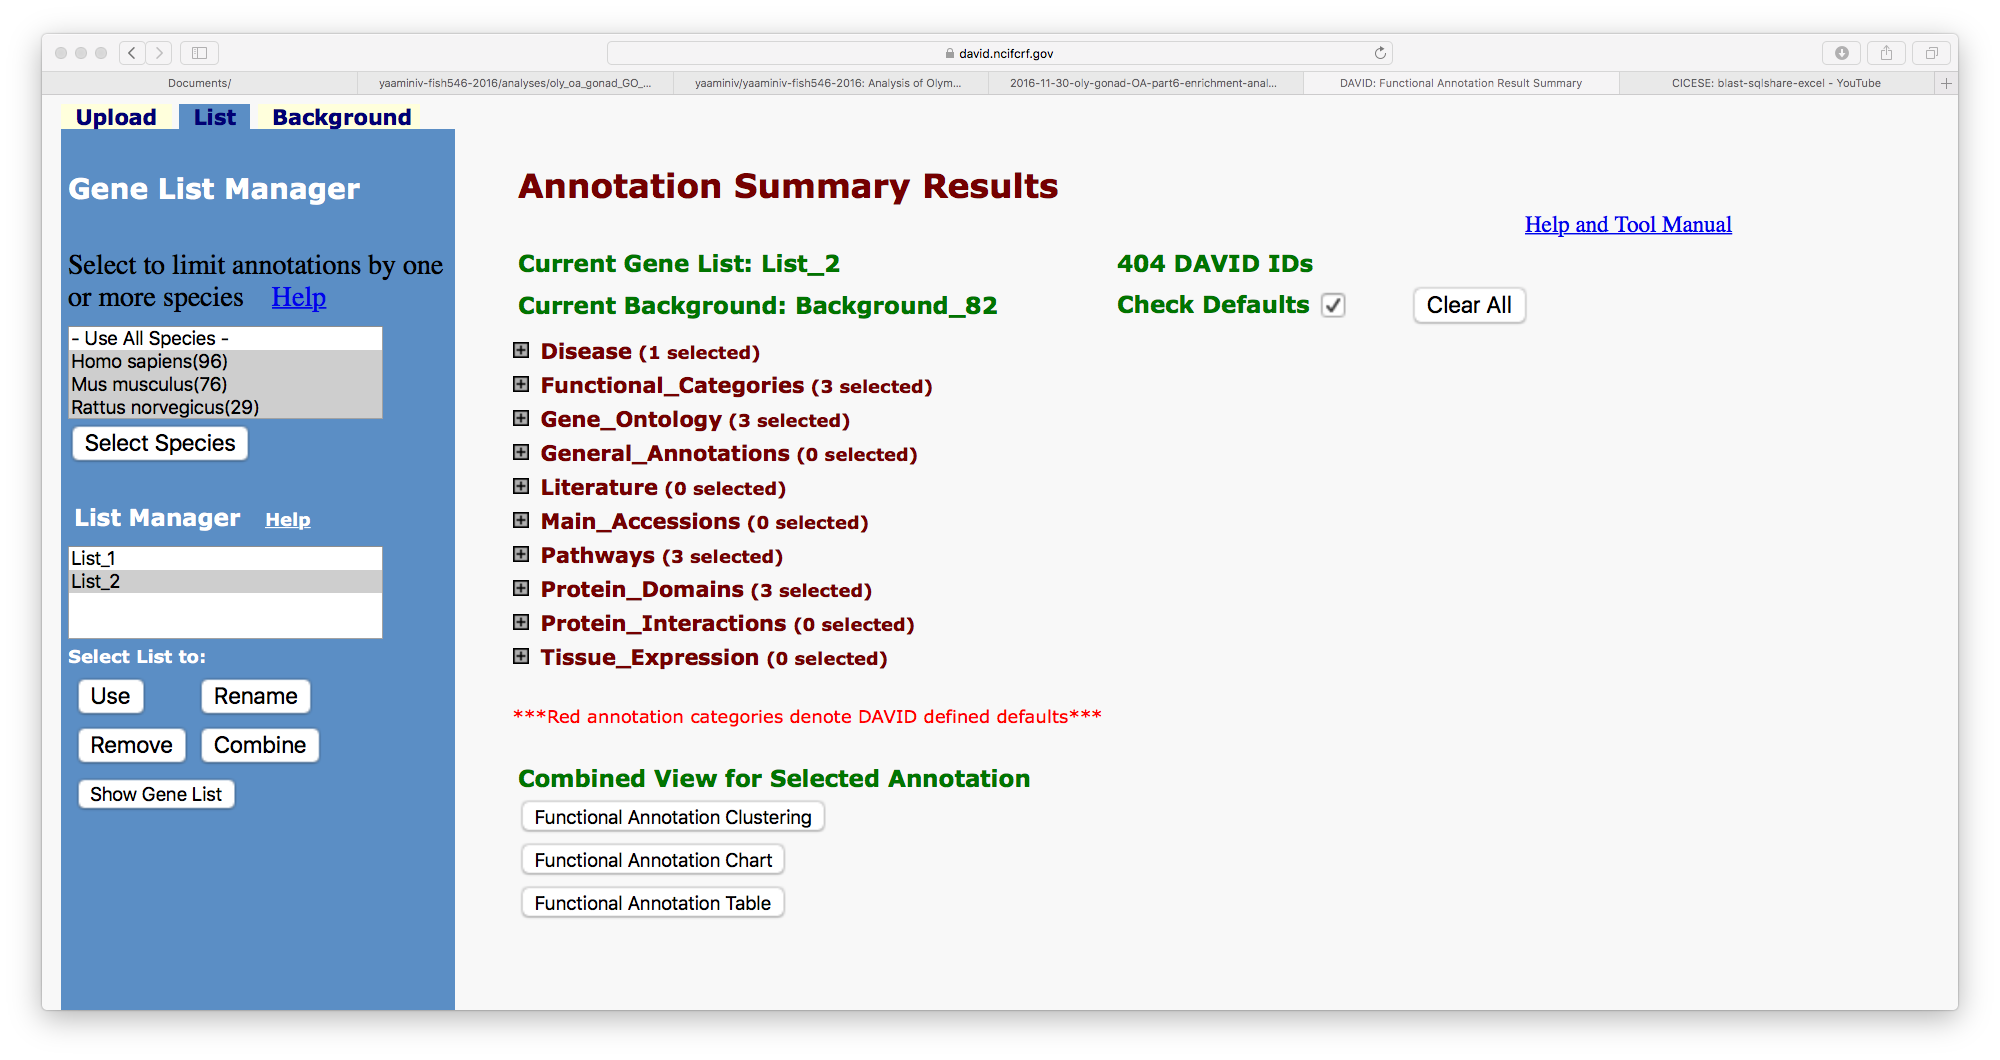 david.ncifcrf.gov
Documents/
yaaminiv-fish546-2016/analyses/oly_oa_gonad_GO_...
yaaminiv/yaaminiv-fish546-2016: Analysis of Olym...
2016-11-30-oly-gonad-OA-part6-enrichment-anal...
DAVID: Functional Annotation Result Summary
CICESE: blast-sqlshare-excel - YouTube
Upload List Background
Gene List Manager
Select to limit annotations by one
or more species Help
- Use All Species -
Homo sapiens(96)
Mus musculus(76)
Rattus norvegicus(29)
Select Species
List Manager Help
List_1
List_2
Select List to:
Use Rename
Remove Combine
Show Gene List
Annotation Summary Results
Help and Tool Manual
Current Gene List: List_2 404 DAVID IDs
Current Background: Background_82 Check Defaults Clear All
Disease (1 selected)
Functional_Categories (3 selected)
Gene_Ontology (3 selected)
General_Annotations (0 selected)
Literature (0 selected)
Main_Accessions (0 selected)
Pathways (3 selected)
Protein_Domains (3 selected)
Protein_Interactions (0 selected)
Tissue_Expression (0 selected)
***Red annotation categories denote DAVID defined defaults***
Combined View for Selected Annotation
Functional Annotation Clustering
Functional Annotation Chart
Functional Annotation Table